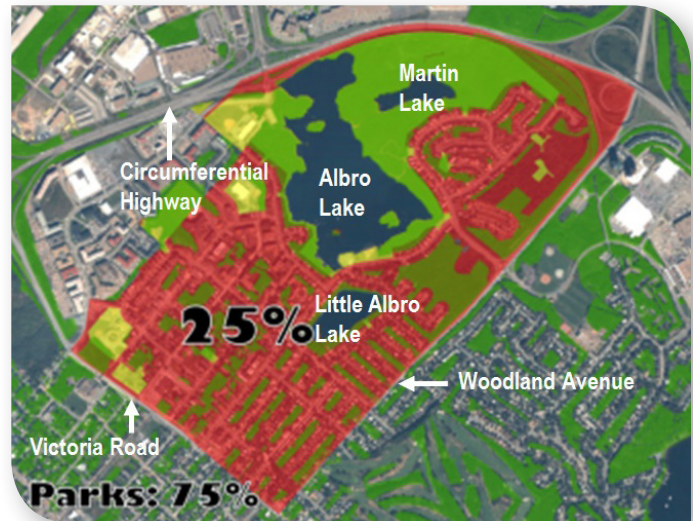 Martin
Lake
Circumferential
Highway
Albro
Lake
25%
Little Albro
Lake
Woodland Avenue
Victoria Road
Parks: 75%